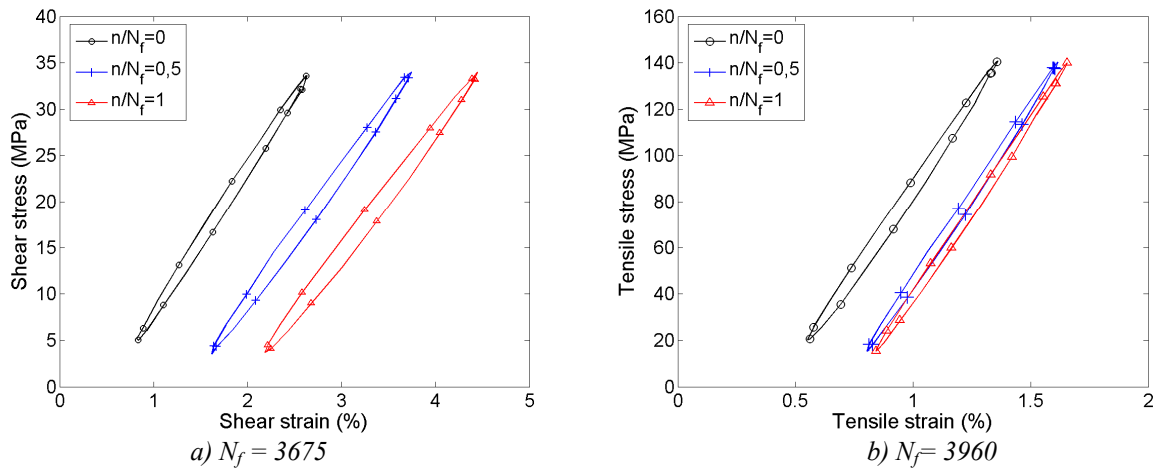 40
35
30
25
20
15
10
5
0
Shear stress (MPa)
n/N_f=0
n/N_f=0,5
n/N_f=1
0 1 2 3 4 5
Shear strain (%)
a) N_f = 3675
160
140
120
100
80
60
40
20
0
Tensile stress (MPa)
n/N_f=0
n/N_f=0,5
n/N_f=1
0 0.5 1 1.5 2
Tensile strain (%)
b) N_f= 3960